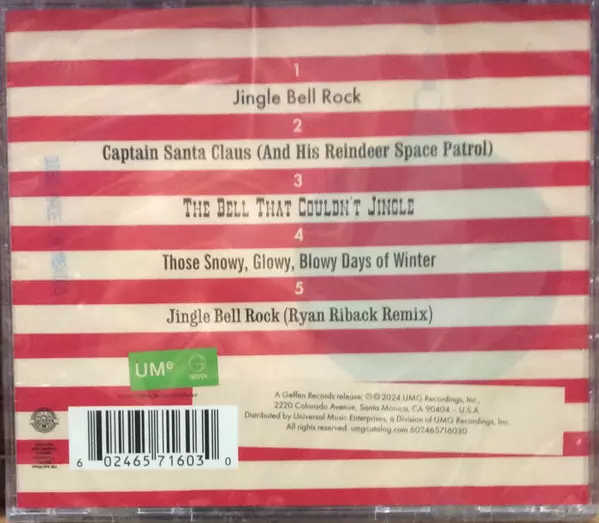 1
Jingle Bell Rock
2
Captain Santa Claus (And His Reindeer Space Patrol)
3
The Bell That Couldn't Jingle
4
Those Snowy, Glowy, Blowy Days of Winter
5
Jingle Bell Rock (Ryan Riback Remix)
UMe GEFFEN
A Geffen Records release; ℗© 2024 UMG Recordings, Inc.,
2220 Colorado Avenue, Santa Monica, CA 90404 - U.S.A
Distributed by Universal Music Enterprises, a Division of UMG Recordings, Inc.
All rights reserved. umgcatalog.com 602465716030
6 02465 71603 0